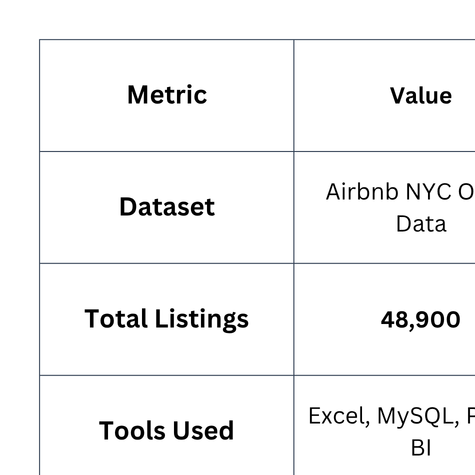 Metric
Value
Dataset
Airbnb NYC O
Data
Total Listings
48,900
Tools Used
Excel, MySQL,
BI